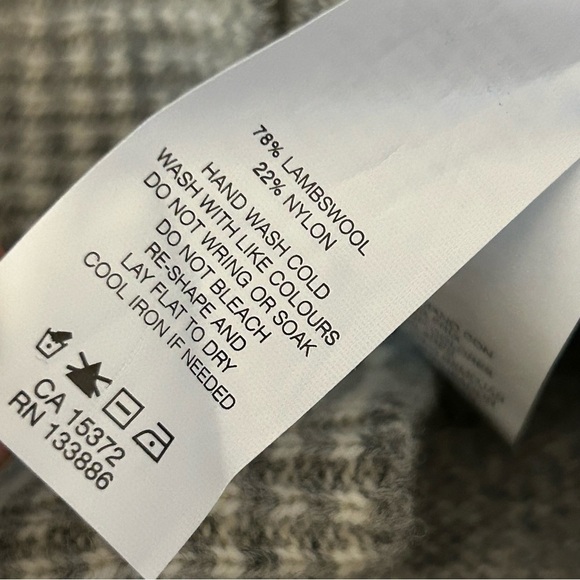 78% LAMBSWOOL
22% NYLON
HAND WASH COLD
WASH WITH LIKE COLOURS
DO NOT WRING OR SOAK
DO NOT BLEACH
RE-SHAPE AND
LAY FLAT TO DRY
COOL IRON IF NEEDED
CA 15372
RN 133886